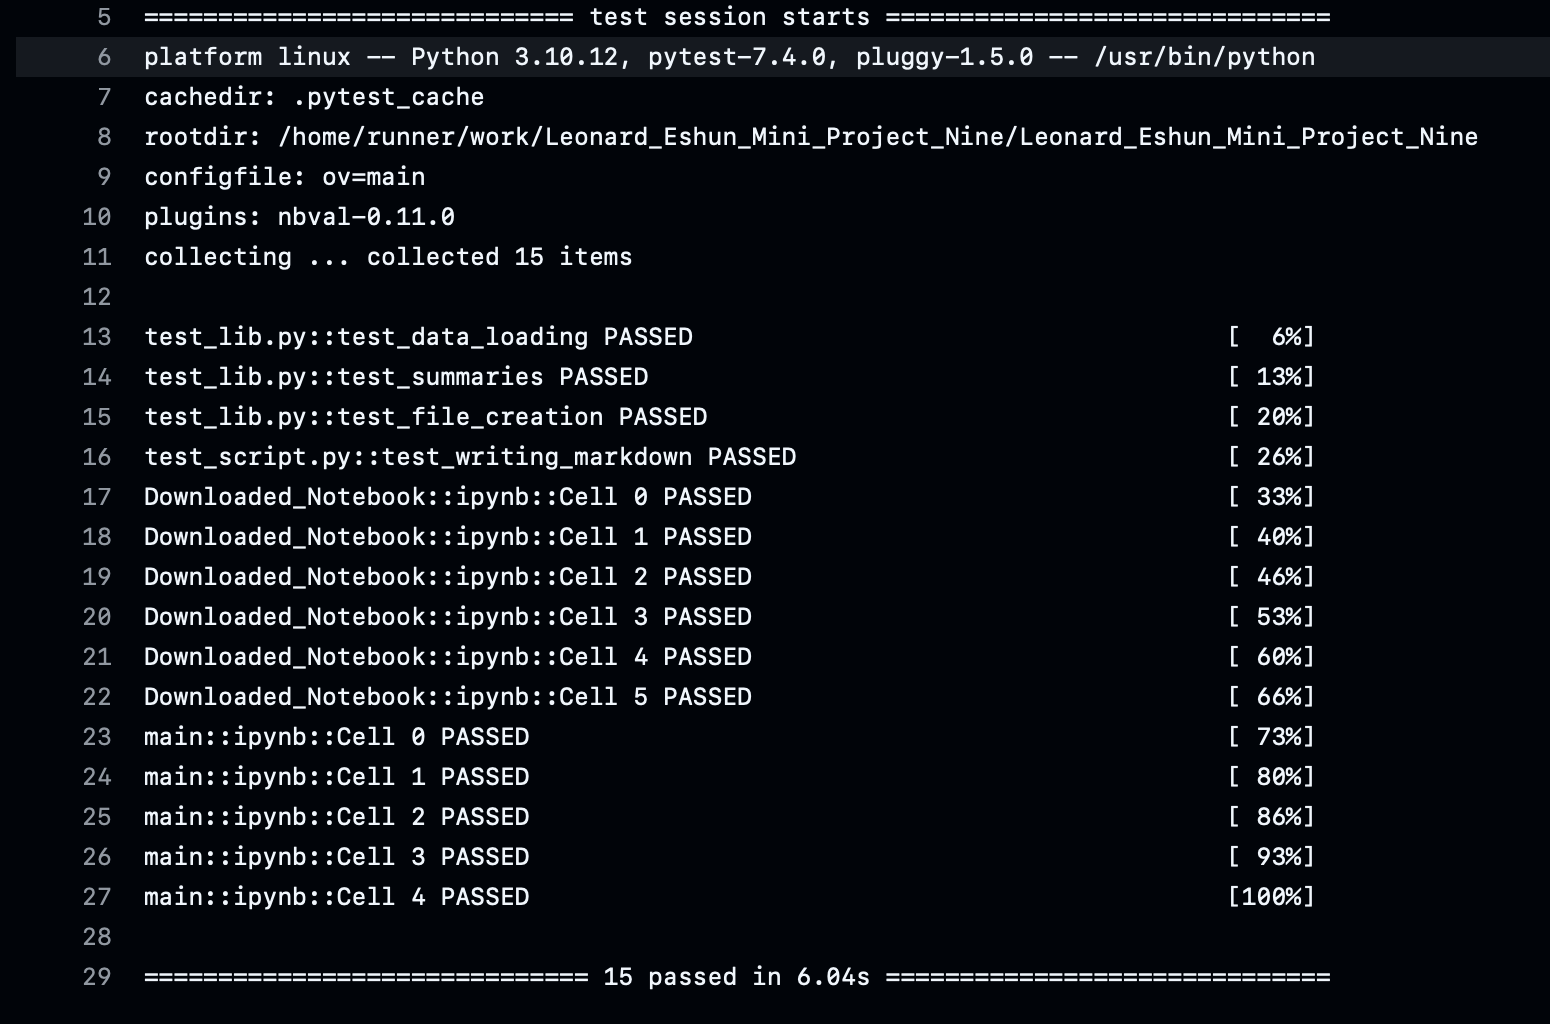 5 ============================= test session starts ==============================
6 platform linux -- Python 3.10.12, pytest-7.4.0, pluggy-1.5.0 -- /usr/bin/python
7 cachedir: .pytest_cache
8 rootdir: /home/runner/work/Leonard_Eshun_Mini_Project_Nine/Leonard_Eshun_Mini_Project_Nine
9 configfile: ov=main
10 plugins: nbval-0.11.0
11 collecting ... collected 15 items
12
13 test_lib.py::test_data_loading PASSED [  6%]
14 test_lib.py::test_summaries PASSED [ 13%]
15 test_lib.py::test_file_creation PASSED [ 20%]
16 test_script.py::test_writing_markdown PASSED [ 26%]
17 Downloaded_Notebook::ipynb::Cell 0 PASSED [ 33%]
18 Downloaded_Notebook::ipynb::Cell 1 PASSED [ 40%]
19 Downloaded_Notebook::ipynb::Cell 2 PASSED [ 46%]
20 Downloaded_Notebook::ipynb::Cell 3 PASSED [ 53%]
21 Downloaded_Notebook::ipynb::Cell 4 PASSED [ 60%]
22 Downloaded_Notebook::ipynb::Cell 5 PASSED [ 66%]
23 main::ipynb::Cell 0 PASSED [ 73%]
24 main::ipynb::Cell 1 PASSED [ 80%]
25 main::ipynb::Cell 2 PASSED [ 86%]
26 main::ipynb::Cell 3 PASSED [ 93%]
27 main::ipynb::Cell 4 PASSED [100%]
28
29 ============================== 15 passed in 6.04s ==============================